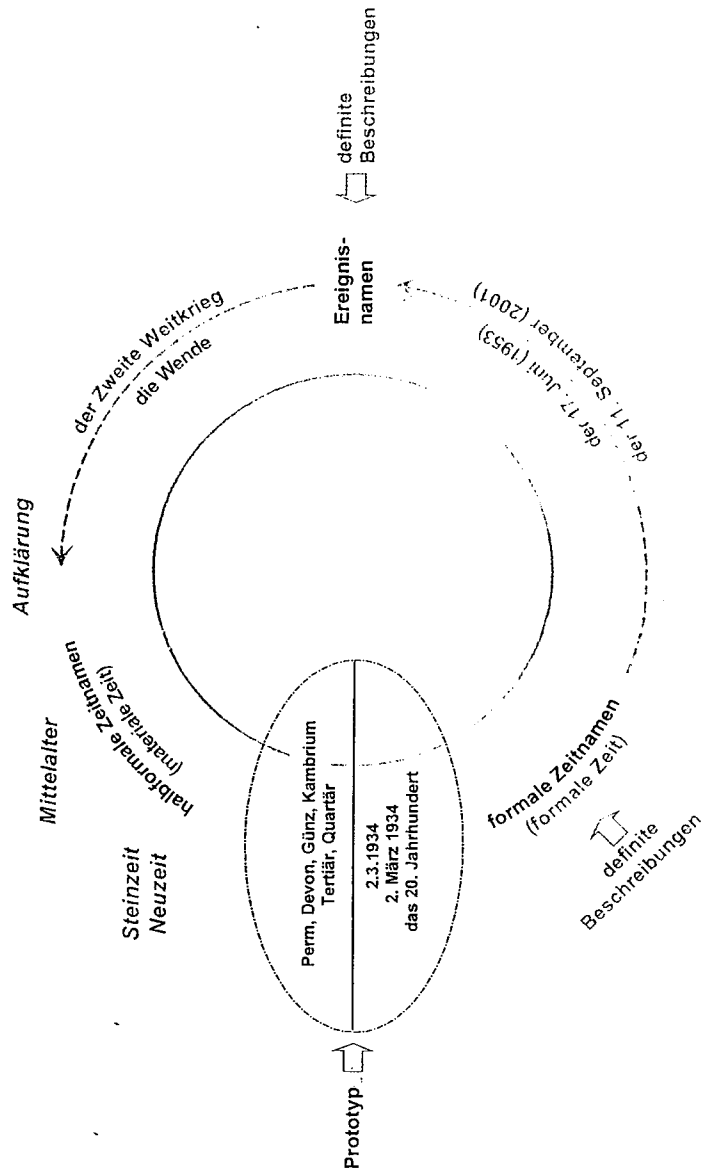 Aufklärung
Mittelalter
Steinzeit
Neuzeit
halbformale Zeitnamen
(materiale Zeit)
der Zweite Weltkrieg
die Wende
Ereignis-
namen
definite
Beschreibungen
der 17. Juni (1953)
der 11. September (2001)
formale Zeitnamen
(formale Zeit)
definite
Beschreibungen
Prototyp
Perm, Devon, Günz, Kambrium
Tertiär, Quartär
2.3.1934
2. März 1934
das 20. Jahrhundert